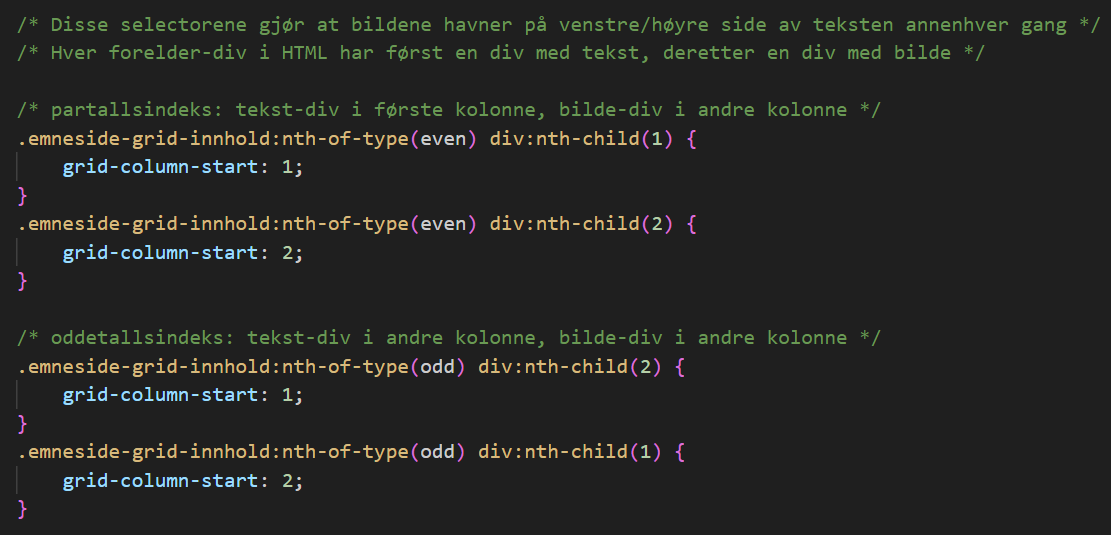 /* Disse selectorene gjør at bildene havner på venstre/høyre side av teksten annenhver gang */
/* Hver forelder-div i HTML har først en div med tekst, deretter en div med bilde */
/* partallsindeks: tekst-div i første kolonne, bilde-div i andre kolonne */
.emneside-grid-innhold:nth-of-type(even) div:nth-child(1) {
    grid-column-start: 1;
}
.emneside-grid-innhold:nth-of-type(even) div:nth-child(2) {
    grid-column-start: 2;
}
/* oddetallsindeks: tekst-div i andre kolonne, bilde-div i andre kolonne */
.emneside-grid-innhold:nth-of-type(odd) div:nth-child(2) {
    grid-column-start: 1;
}
.emneside-grid-innhold:nth-of-type(odd) div:nth-child(1) {
    grid-column-start: 2;
}